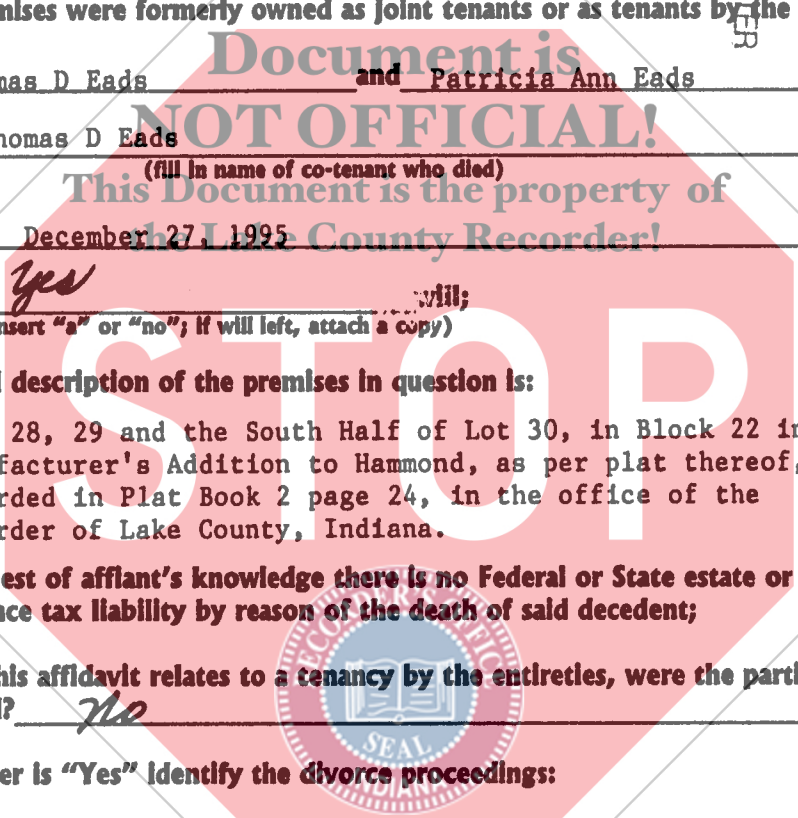 mises were formerly owned as joint tenants or as tenants by the
Document is
mas D Eads and Patricia Ann Eads
NOT OFFICIAL!
homas D Eads
(fill in name of co-tenant who died)
This Document is the property of
December 27, 1995
the Lake County Recorder!
Yes will;
nsert "a" or "no"; if will left, attach a copy)
STOP
l description of the premises in question is:
28, 29 and the South Half of Lot 30, in Block 22 in
facturer's Addition to Hammond, as per plat thereof,
rded in Plat Book 2 page 24, in the office of the
rder of Lake County, Indiana.
est of affiant's knowledge there is no Federal or State estate or
nce tax liability by reason of the death of said decedent;
RECORDER'S OFFICE
his affidavit relates to a tenancy by the entireties, were the parti
? No
SEAL
INDIANA
er is "Yes" identify the divorce proceedings: